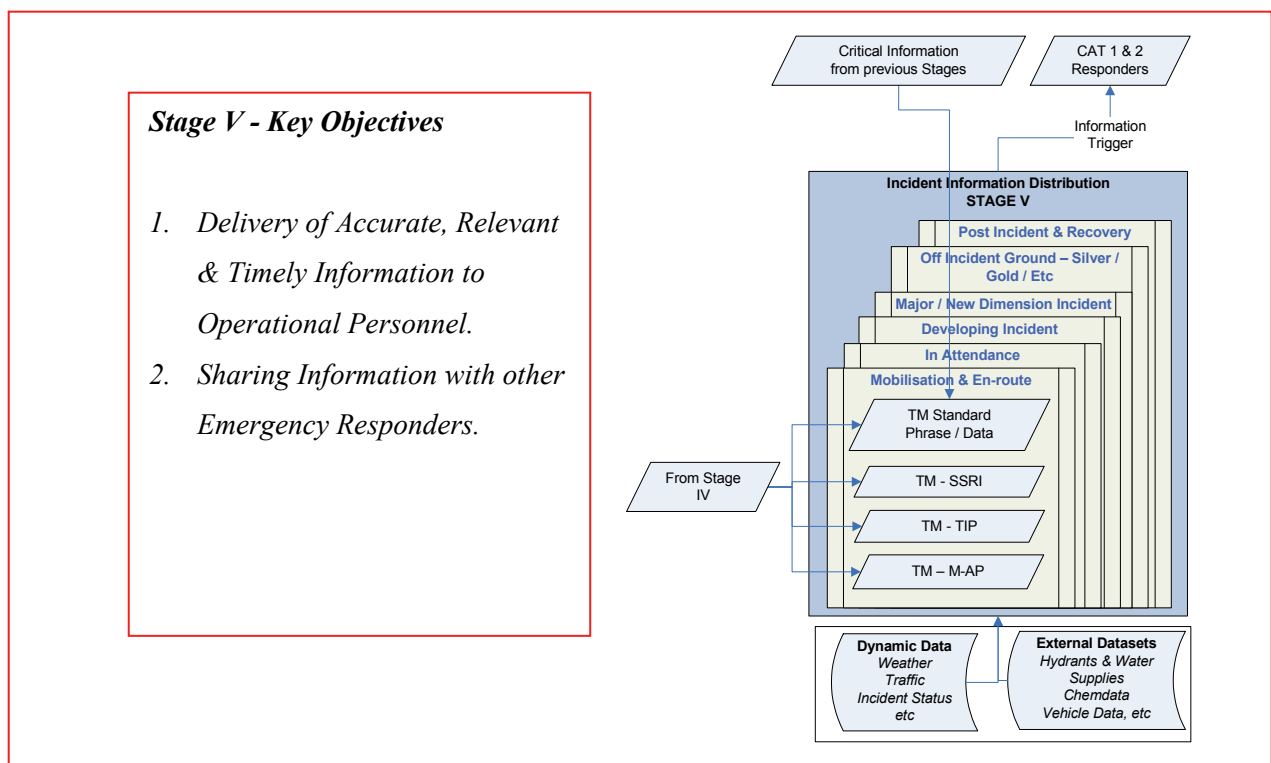 Stage V - Key Objectives
1. Delivery of Accurate, Relevant
& Timely Information to
Operational Personnel.
2. Sharing Information with other
Emergency Responders.
Critical Information
from previous Stages
CAT 1 & 2
Responders
Information
Trigger
Incident Information Distribution
STAGE V
Post Incident & Recovery
Off Incident Ground – Silver /
Gold / Etc
Major / New Dimension Incident
Developing Incident
In Attendance
Mobilisation & En-route
TM Standard
Phrase / Data
From Stage
IV
TM - SSRI
TM - TIP
TM – M-AP
Dynamic Data
Weather
Traffic
Incident Status
etc
External Datasets
Hydrants & Water
Supplies
Chemdata
Vehicle Data, etc